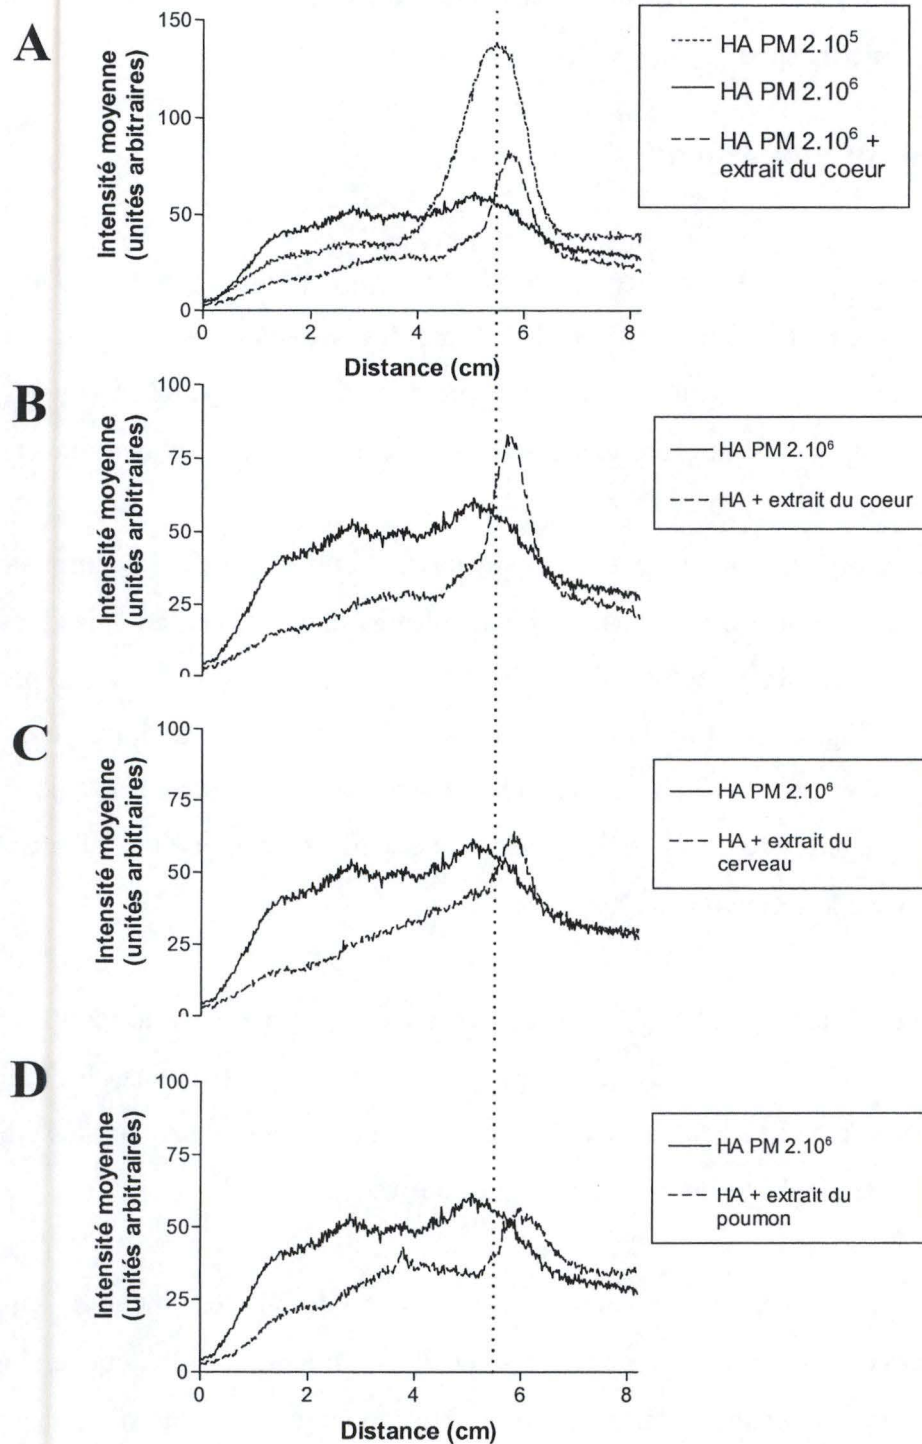 A
Intensité moyenne
(unités arbitraires)
150
100
50
0
0 2 4 6 8
Distance (cm)
HA PM 2.10⁵
HA PM 2.10⁶
HA PM 2.10⁶ +
extrait du coeur
B
Intensité moyenne
(unités arbitraires)
100
75
50
25
0
HA PM 2.10⁶
HA + extrait du coeur
C
Intensité moyenne
(unités arbitraires)
100
75
50
25
0
HA PM 2.10⁶
HA + extrait du
cerveau
D
Intensité moyenne
(unités arbitraires)
100
75
50
25
0
0 2 4 6 8
Distance (cm)
HA PM 2.10⁶
HA + extrait du
poumon